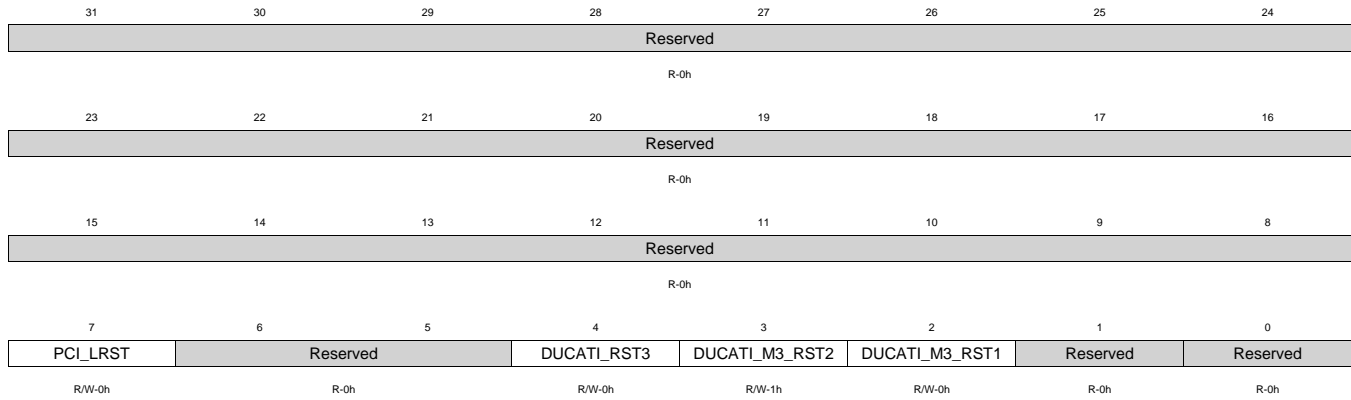 31 30 29 28 27 26 25 24
Reserved
R-0h
23 22 21 20 19 18 17 16
Reserved
R-0h
15 14 13 12 11 10 9 8
Reserved
R-0h
7 6 5 4 3 2 1 0
PCI_LRST Reserved DUCATI_RST3 DUCATI_M3_RST2 DUCATI_M3_RST1 Reserved Reserved
R/W-0h R-0h R/W-0h R/W-1h R/W-0h R-0h R-0h